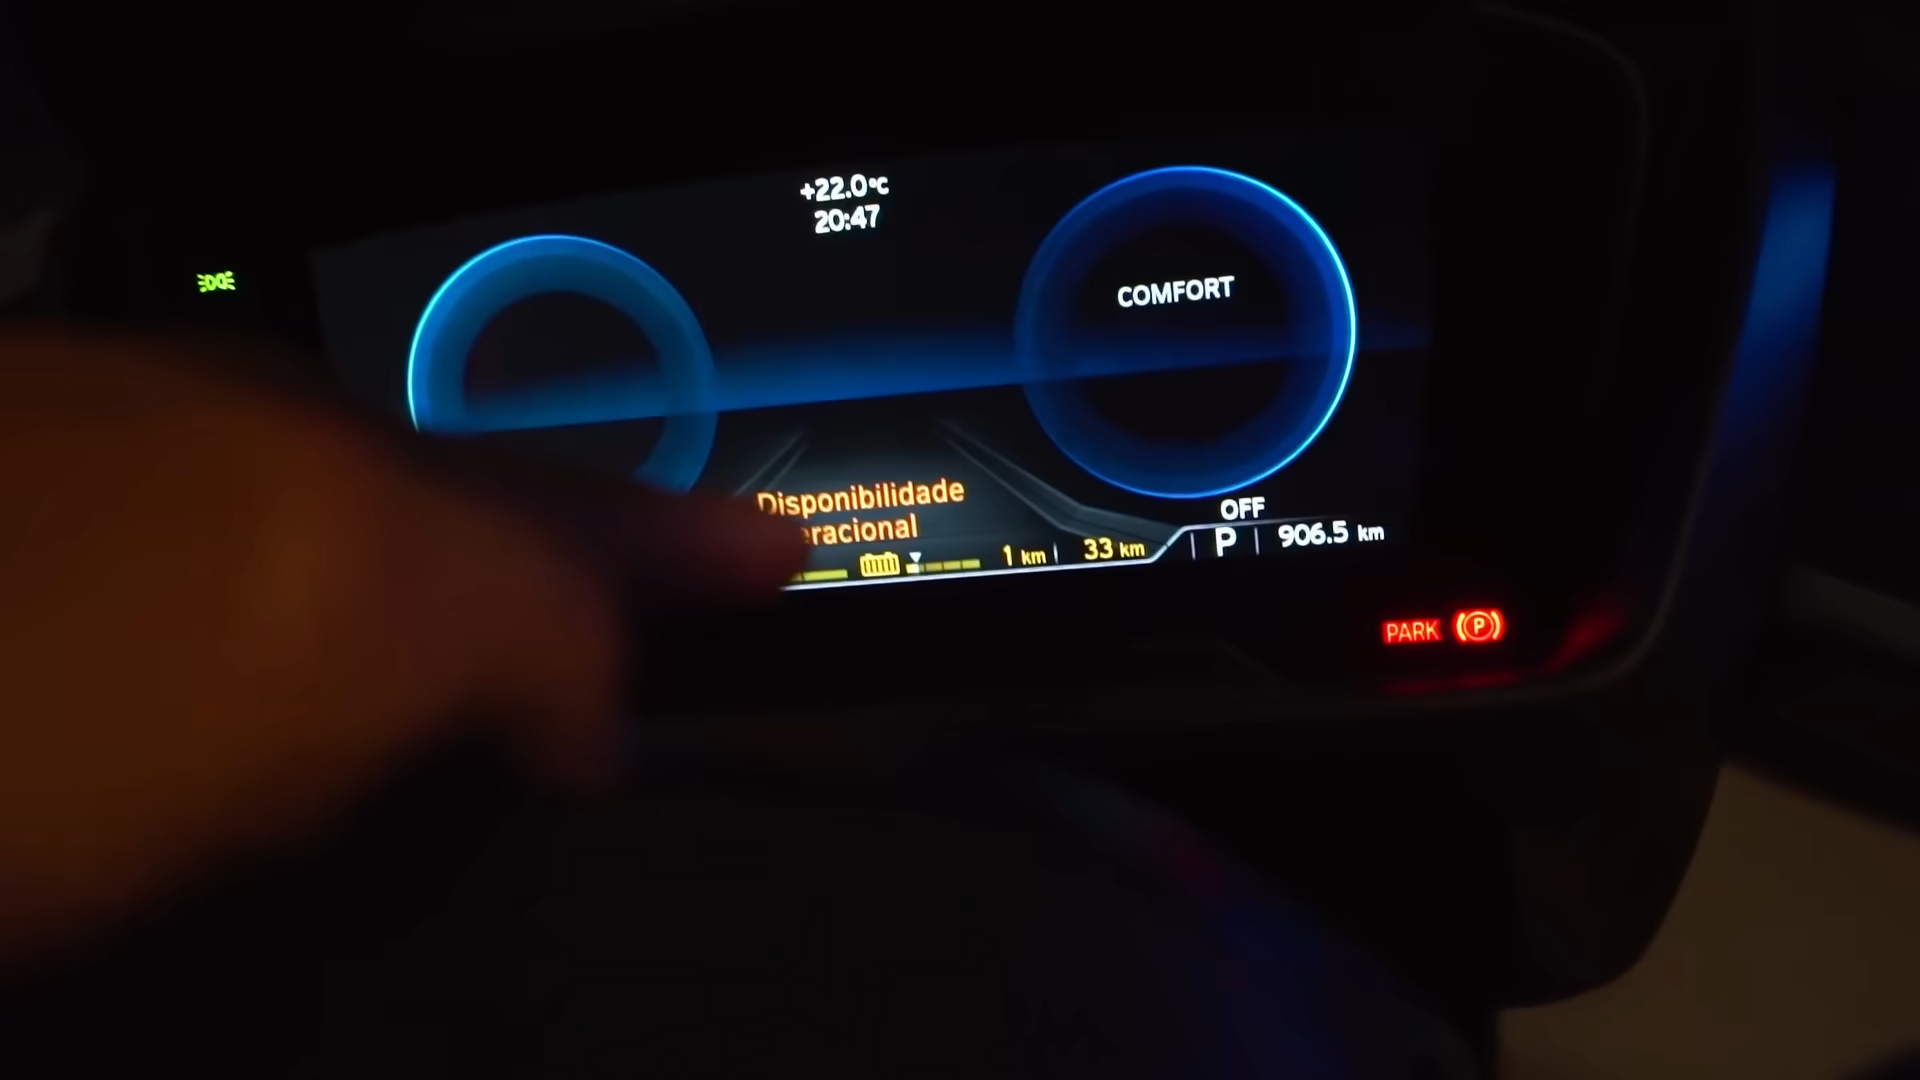 +22.0°C
20:47
COMFORT
Disponibilidade
eracional
OFF
1 km 33 km P 906.5 km
PARK (P)